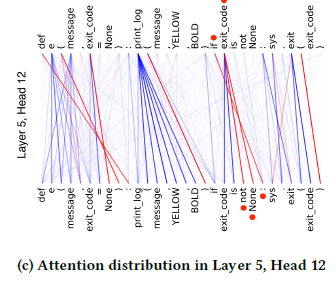 def e ( message , exit_code = None ) : print_log ( message , YELLOW , BOLD ) if exit_code is not None : sys . exit ( exit_code )
Layer 5, Head 12
def e ( message , exit_code = None ) : print_log ( message , YELLOW , BOLD ) if exit_code is not None : sys . exit ( exit_code )
(c) Attention distribution in Layer 5, Head 12